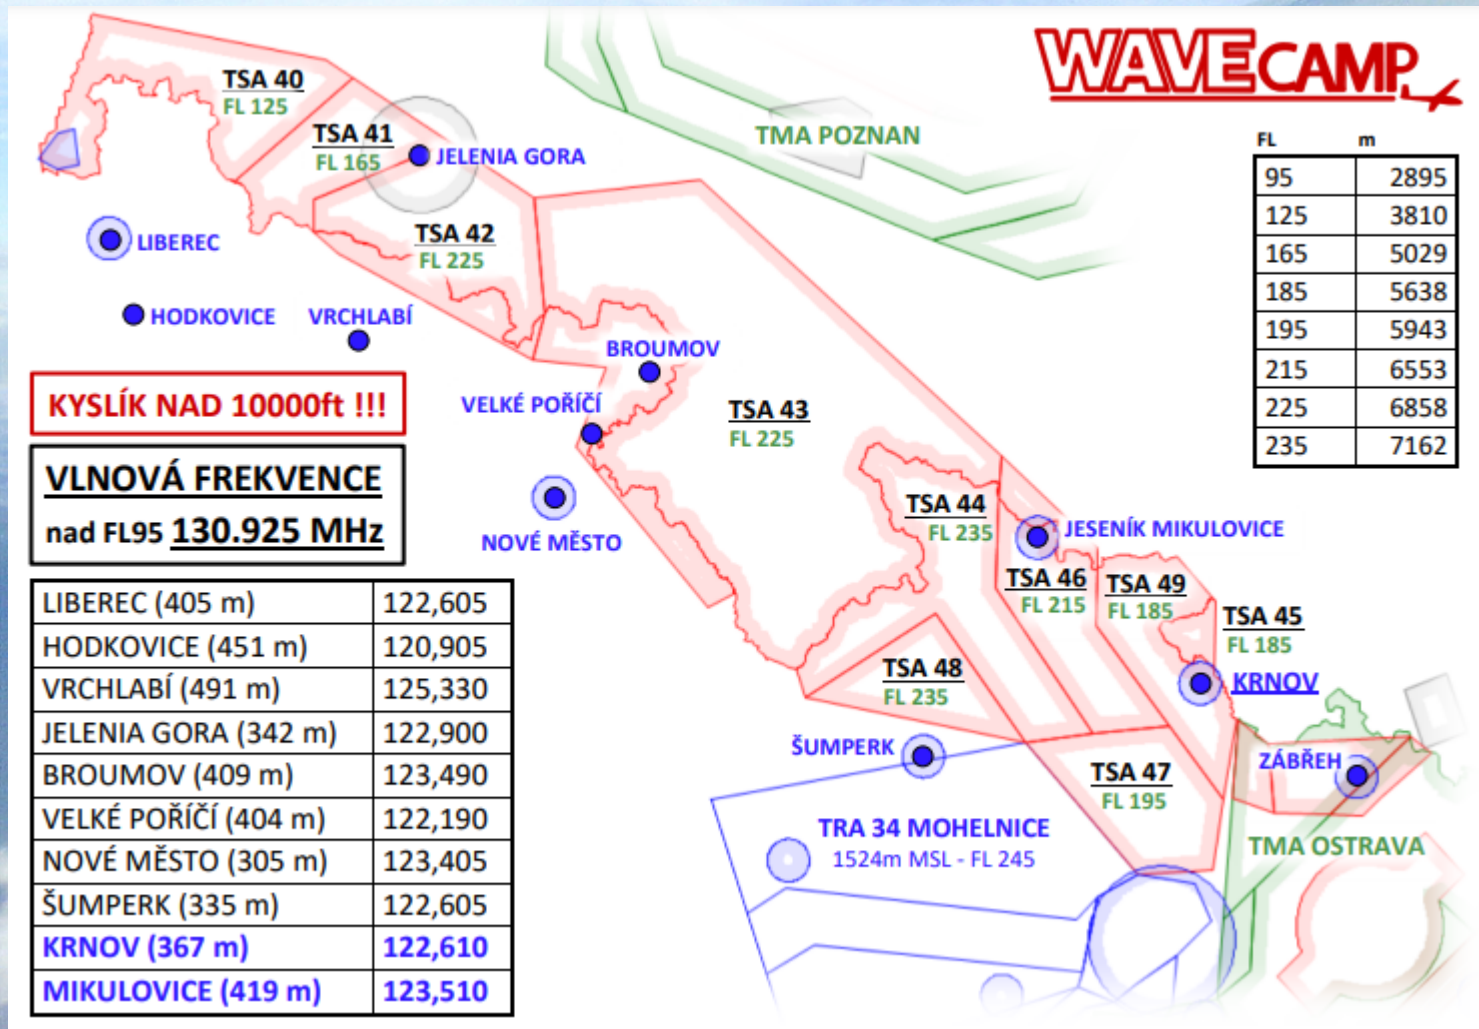 WAVECAMP
TSA 40
FL 125
TSA 41
FL 165
JELENIA GORA
TMA POZNAN
FL m
95 2895
125 3810
165 5029
185 5638
195 5943
215 6553
225 6858
235 7162
LIBEREC
TSA 42
FL 225
HODKOVICE
VRCHLABÍ
BROUMOV
KYSLÍK NAD 10000ft !!!
VELKÉ POŘÍČÍ
TSA 43
FL 225
VLNOVÁ FREKVENCE
nad FL95 130.925 MHz
NOVÉ MĚSTO
TSA 44
FL 235
JESENÍK MIKULOVICE
TSA 46
FL 215
TSA 49
FL 185
TSA 45
FL 185
TSA 48
FL 235
KRNOV
ŠUMPERK
TSA 47
FL 195
ZÁBŘEH
TRA 34 MOHELNICE
1524m MSL - FL 245
TMA OSTRAVA
LIBEREC (405 m) 122,605
HODKOVICE (451 m) 120,905
VRCHLABÍ (491 m) 125,330
JELENIA GORA (342 m) 122,900
BROUMOV (409 m) 123,490
VELKÉ POŘÍČÍ (404 m) 122,190
NOVÉ MĚSTO (305 m) 123,405
ŠUMPERK (335 m) 122,605
KRNOV (367 m) 122,610
MIKULOVICE (419 m) 123,510